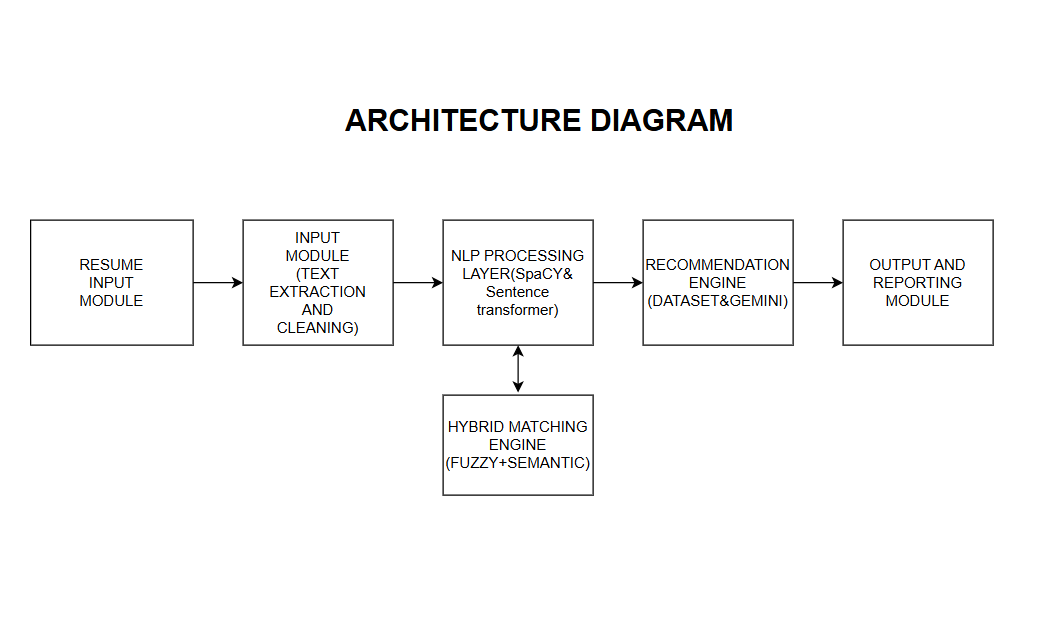 ARCHITECTURE DIAGRAM
RESUME
INPUT
MODULE
INPUT
MODULE
(TEXT
EXTRACTION
AND
CLEANING)
NLP PROCESSING
LAYER(SpaCY&
Sentence
transformer)
RECOMMENDATION
ENGINE
(DATASET&GEMINI)
OUTPUT AND
REPORTING
MODULE
HYBRID MATCHING
ENGINE
(FUZZY+SEMANTIC)